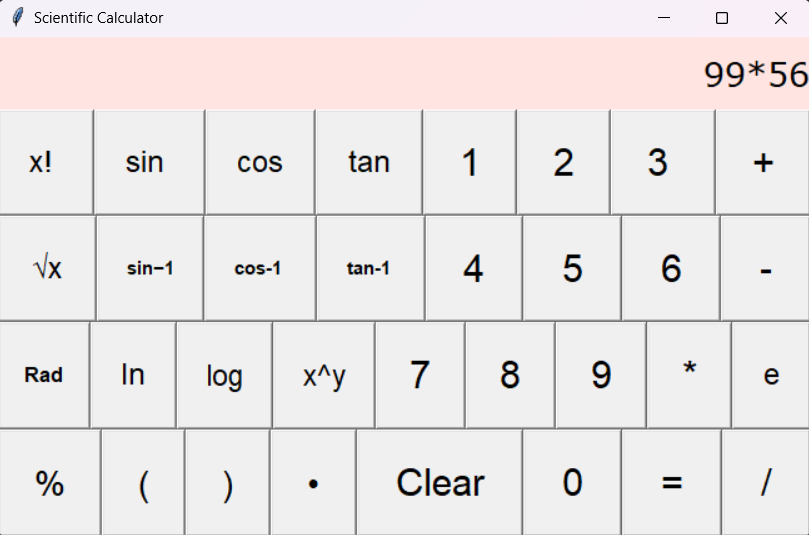 Scientific Calculator
99*56
x! sin cos tan 1 2 3 +
√x sin−1 cos-1 tan-1 4 5 6 -
Rad ln log x^y 7 8 9 * e
% ( ) • Clear 0 = /